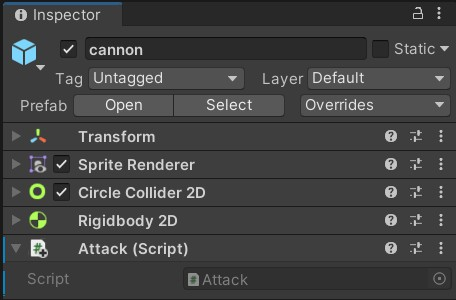 Inspector
cannon Static
Tag Untagged Layer Default
Prefab Open Select Overrides
Transform
Sprite Renderer
Circle Collider 2D
Rigidbody 2D
Attack (Script)
Script # Attack